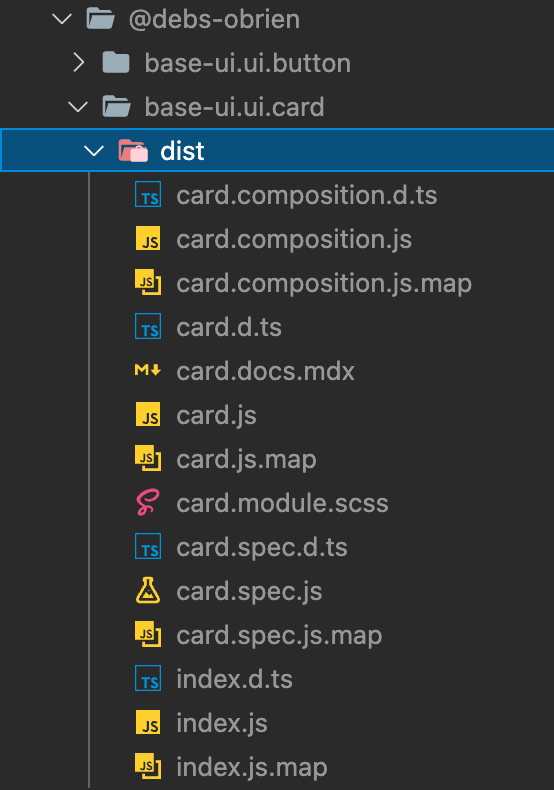 @debs-obrien
base-ui.ui.button
base-ui.ui.card
dist
TS card.composition.d.ts
JS card.composition.js
JS card.composition.js.map
TS card.d.ts
M card.docs.mdx
JS card.js
JS card.js.map
card.module.scss
TS card.spec.d.ts
card.spec.js
JS card.spec.js.map
TS index.d.ts
JS index.js
JS index.js.map